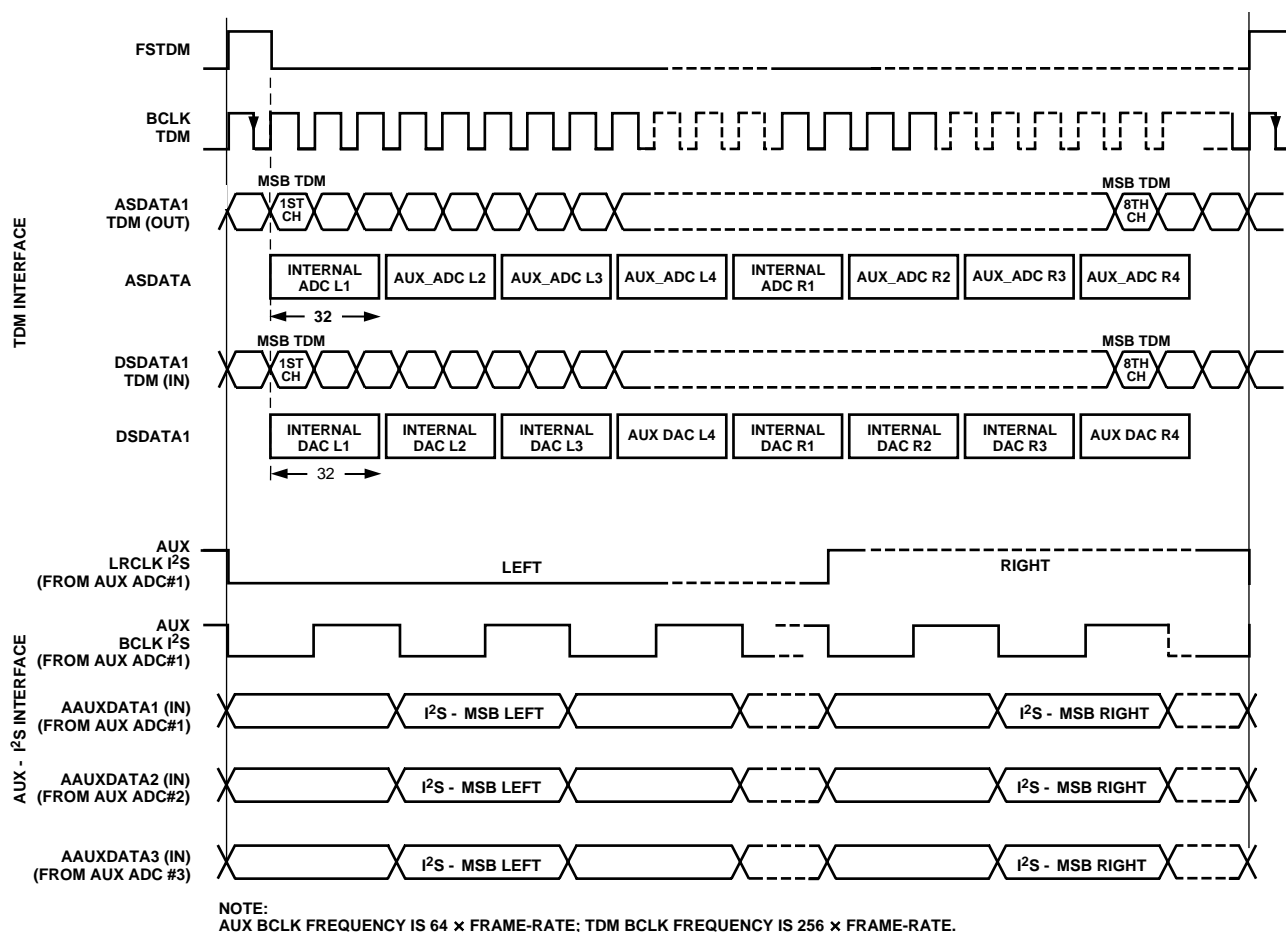 TDM INTERFACE
FSTDM
BCLK
TDM
MSB TDM
MSB TDM
ASDATA1
TDM (OUT)
1ST
CH
8TH
CH
ASDATA
INTERNAL
ADC L1
AUX_ADC L2
AUX_ADC L3
AUX_ADC L4
INTERNAL
ADC R1
AUX_ADC R2
AUX_ADC R3
AUX_ADC R4
32
MSB TDM
MSB TDM
DSDATA1
TDM (IN)
1ST
CH
8TH
CH
DSDATA1
INTERNAL
DAC L1
INTERNAL
DAC L2
INTERNAL
DAC L3
AUX DAC L4
INTERNAL
DAC R1
INTERNAL
DAC R2
INTERNAL
DAC R3
AUX DAC R4
32
AUX - I²S INTERFACE
AUX
LRCLK I²S
(FROM AUX ADC#1)
LEFT
RIGHT
AUX
BCLK I²S
(FROM AUX ADC#1)
AAUXDATA1 (IN)
(FROM AUX ADC#1)
I²S - MSB LEFT
I²S - MSB RIGHT
AAUXDATA2 (IN)
(FROM AUX ADC#2)
I²S - MSB LEFT
I²S - MSB RIGHT
AAUXDATA3 (IN)
(FROM AUX ADC #3)
I²S - MSB LEFT
I²S - MSB RIGHT
NOTE:
AUX BCLK FREQUENCY IS 64 × FRAME-RATE; TDM BCLK FREQUENCY IS 256 × FRAME-RATE.